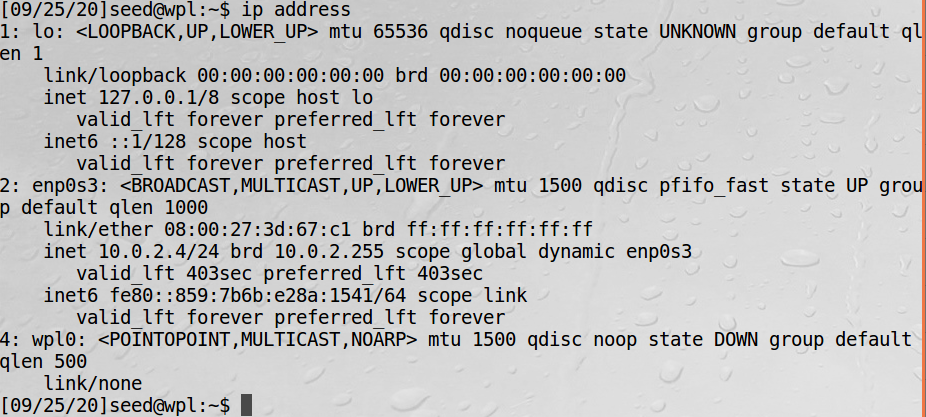 [09/25/20]seed@wpl:~$ ip address
1: lo: <LOOPBACK,UP,LOWER_UP> mtu 65536 qdisc noqueue state UNKNOWN group default ql
en 1
    link/loopback 00:00:00:00:00:00 brd 00:00:00:00:00:00
    inet 127.0.0.1/8 scope host lo
       valid_lft forever preferred_lft forever
    inet6 ::1/128 scope host
       valid_lft forever preferred_lft forever
2: enp0s3: <BROADCAST,MULTICAST,UP,LOWER_UP> mtu 1500 qdisc pfifo_fast state UP grou
p default qlen 1000
    link/ether 08:00:27:3d:67:c1 brd ff:ff:ff:ff:ff:ff
    inet 10.0.2.4/24 brd 10.0.2.255 scope global dynamic enp0s3
       valid_lft 403sec preferred_lft 403sec
    inet6 fe80::859:7b6b:e28a:1541/64 scope link
       valid_lft forever preferred_lft forever
4: wpl0: <POINTOPOINT,MULTICAST,NOARP> mtu 1500 qdisc noop state DOWN group default
qlen 500
    link/none
[09/25/20]seed@wpl:~$